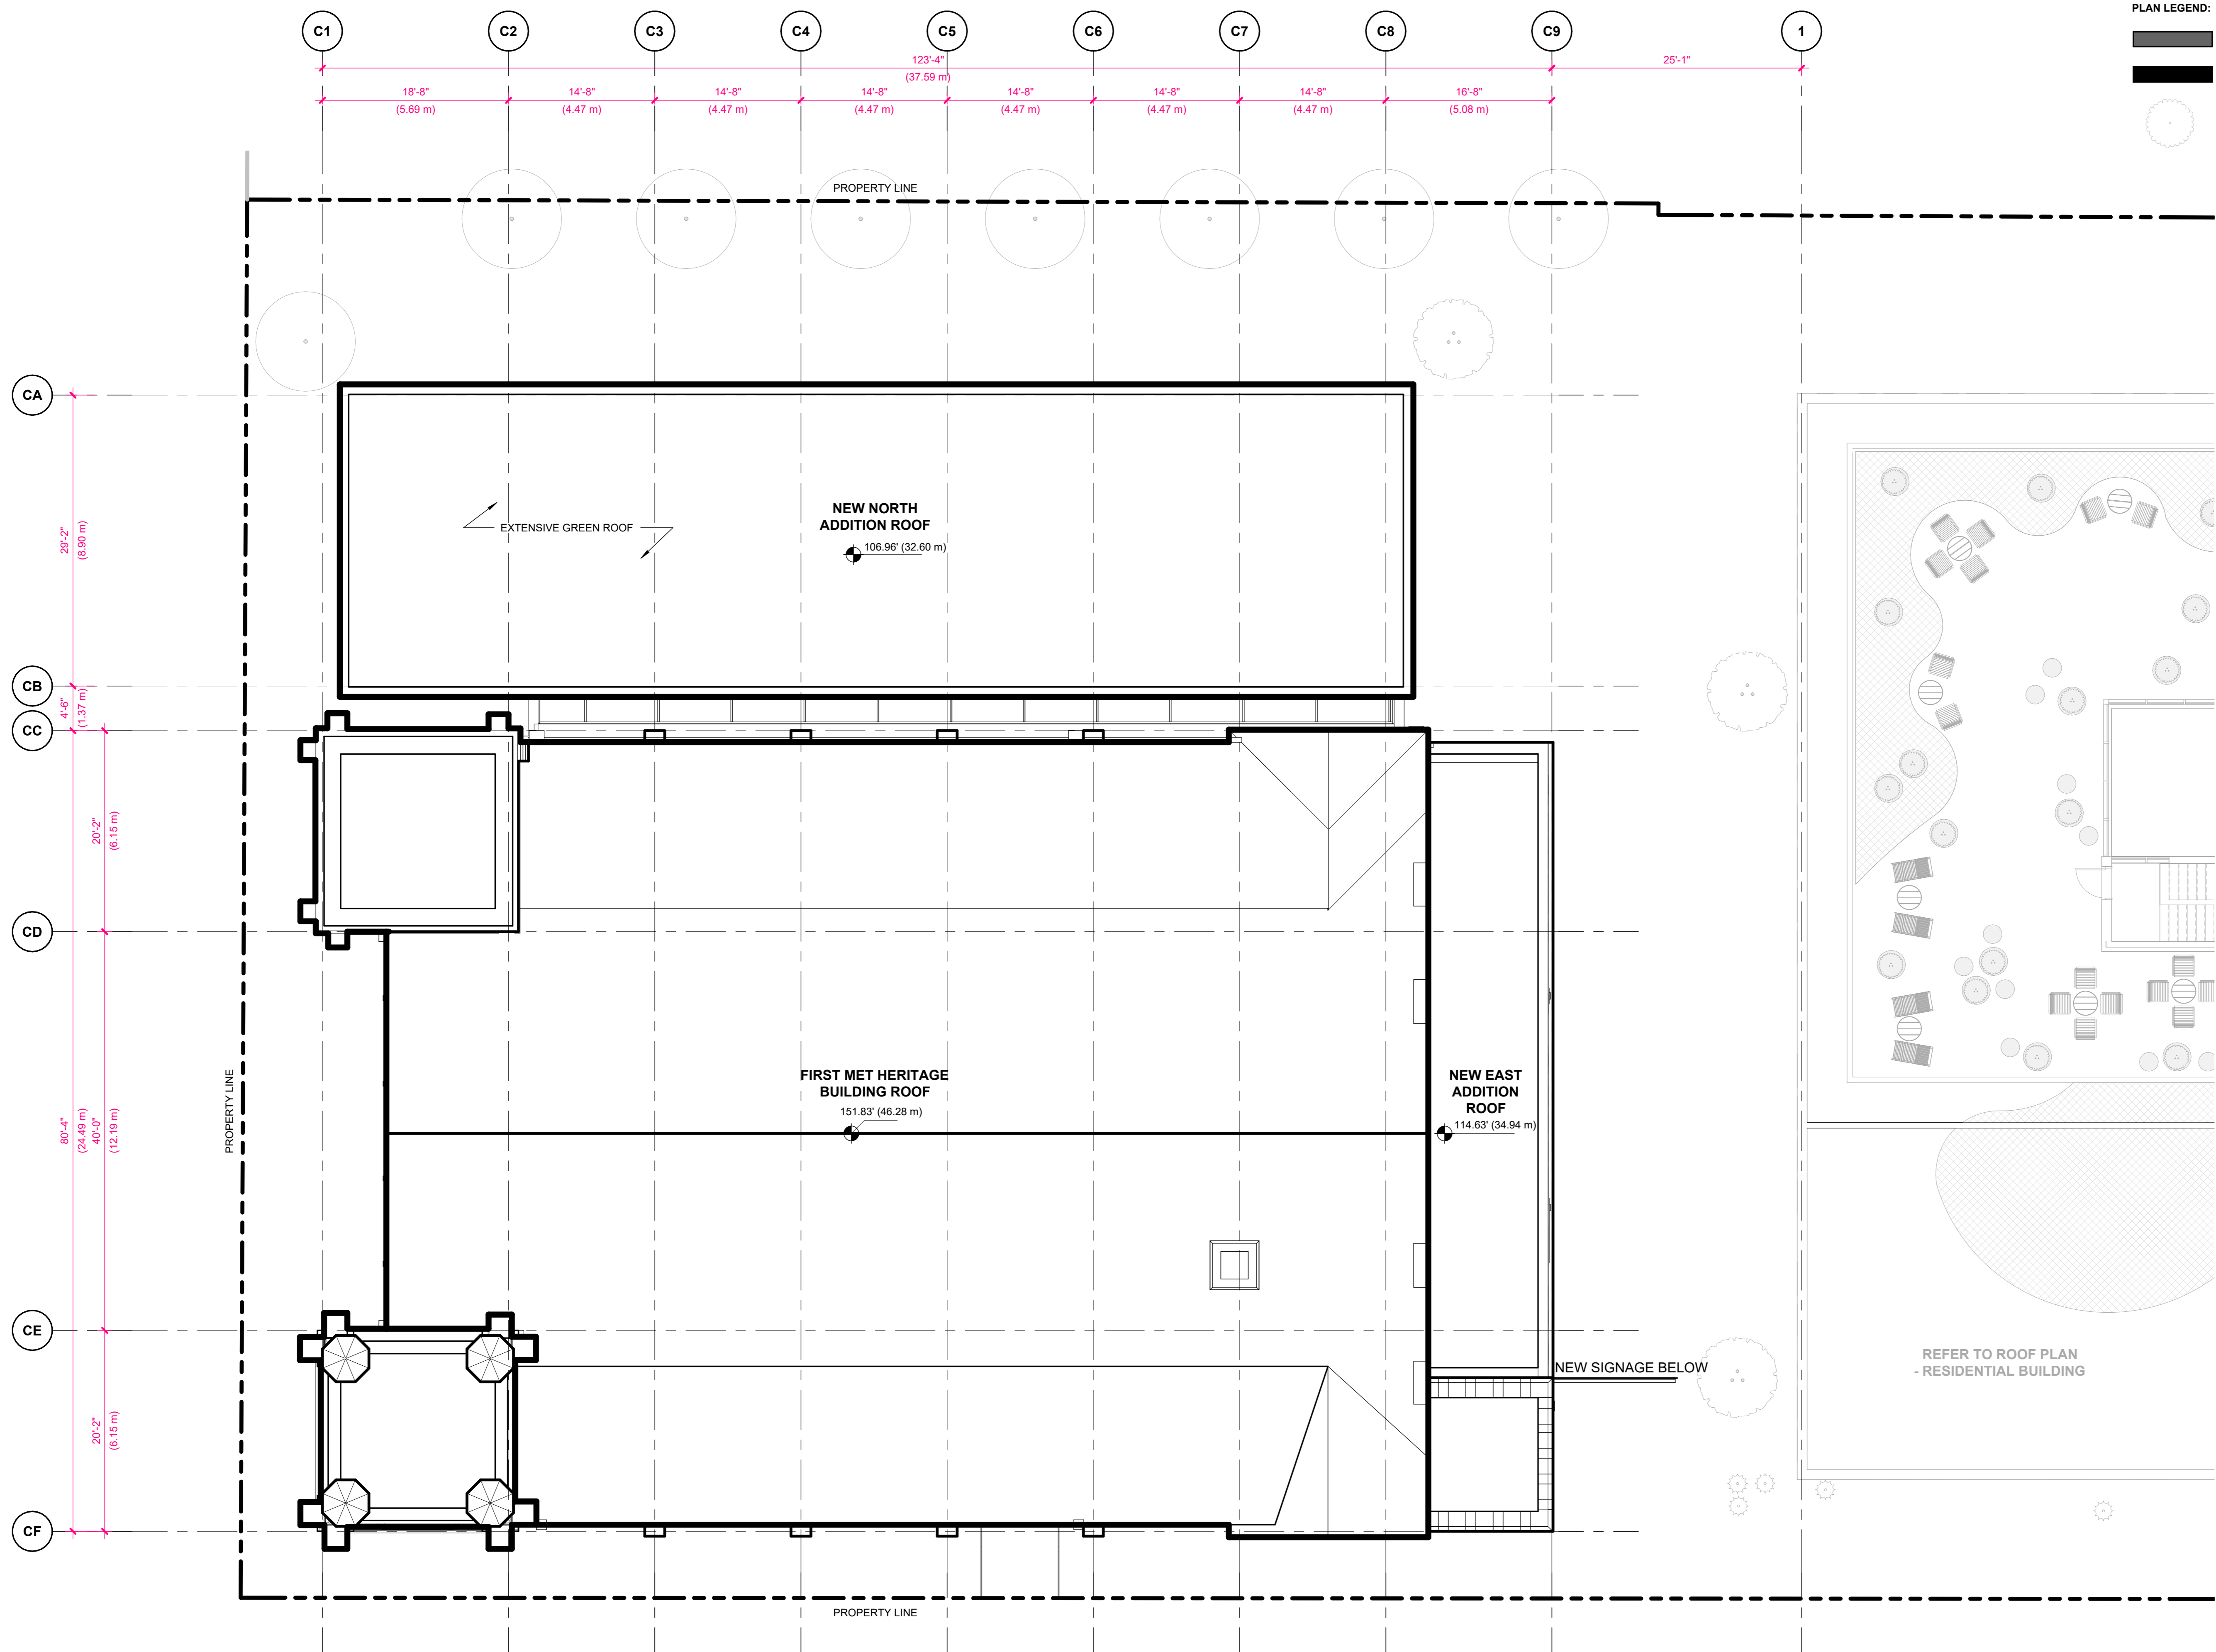 PLAN LEGEND:
C1
C2
C3
C4
C5
C6
C7
C8
C9
1
123'-4"
(37.59 m)
25'-1"
18'-8"
(5.69 m)
14'-8"
(4.47 m)
14'-8"
(4.47 m)
14'-8"
(4.47 m)
14'-8"
(4.47 m)
14'-8"
(4.47 m)
14'-8"
(4.47 m)
16'-8"
(5.08 m)
PROPERTY LINE
CA
29'-2"
(8.90 m)
EXTENSIVE GREEN ROOF
NEW NORTH
ADDITION ROOF
106.96' (32.60 m)
CB
4'-6"
(1.37 m)
CC
20'-2"
(6.15 m)
CD
PROPERTY LINE
80'-4"
(24.49 m)
40'-0"
(12.19 m)
FIRST MET HERITAGE
BUILDING ROOF
151.83' (46.28 m)
NEW EAST
ADDITION
ROOF
114.63' (34.94 m)
CE
NEW SIGNAGE BELOW
REFER TO ROOF PLAN
- RESIDENTIAL BUILDING
20'-2"
(6.15 m)
CF
PROPERTY LINE